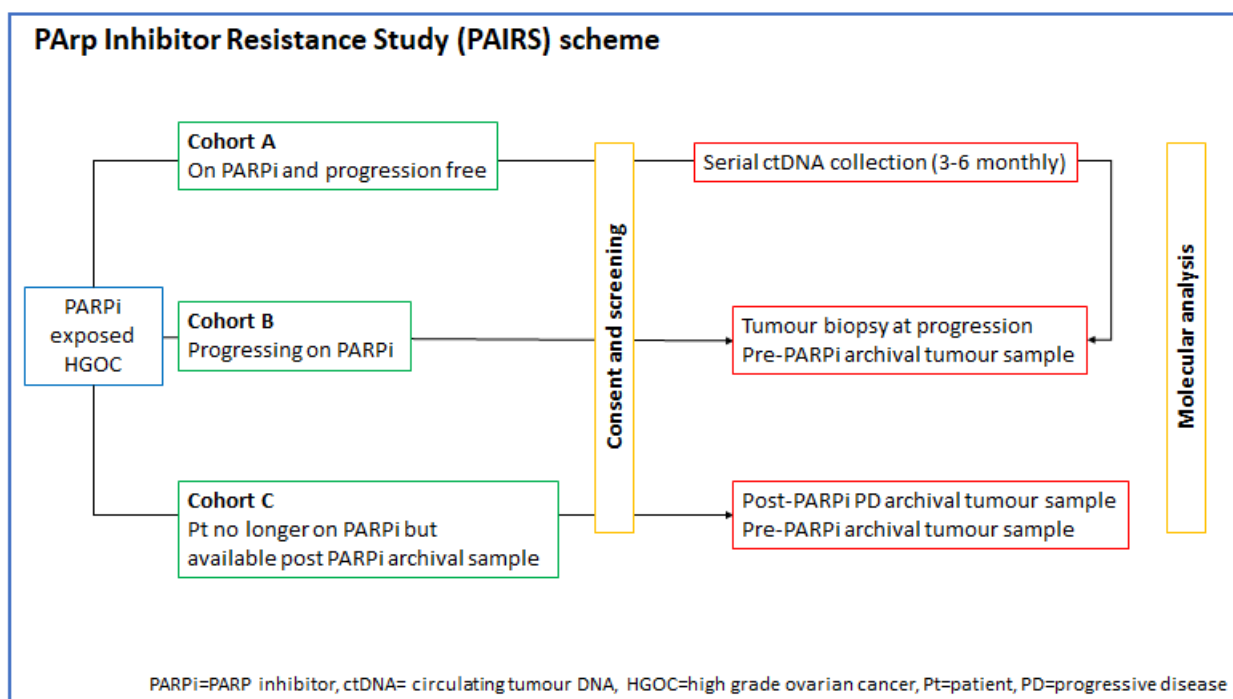 PArp Inhibitor Resistance Study (PAIRS) scheme
Cohort A
On PARPi and progression free
Serial ctDNA collection (3-6 monthly)
PARPi
exposed
HGOC
Cohort B
Progressing on PARPi
Consent and screening
Tumour biopsy at progression
Pre-PARPi archival tumour sample
Molecular analysis
Cohort C
Pt no longer on PARPi but
available post PARPi archival sample
Post-PARPi PD archival tumour sample
Pre-PARPi archival tumour sample
PARPi=PARP inhibitor, ctDNA= circulating tumour DNA, HGOC=high grade ovarian cancer, Pt=patient, PD=progressive disease